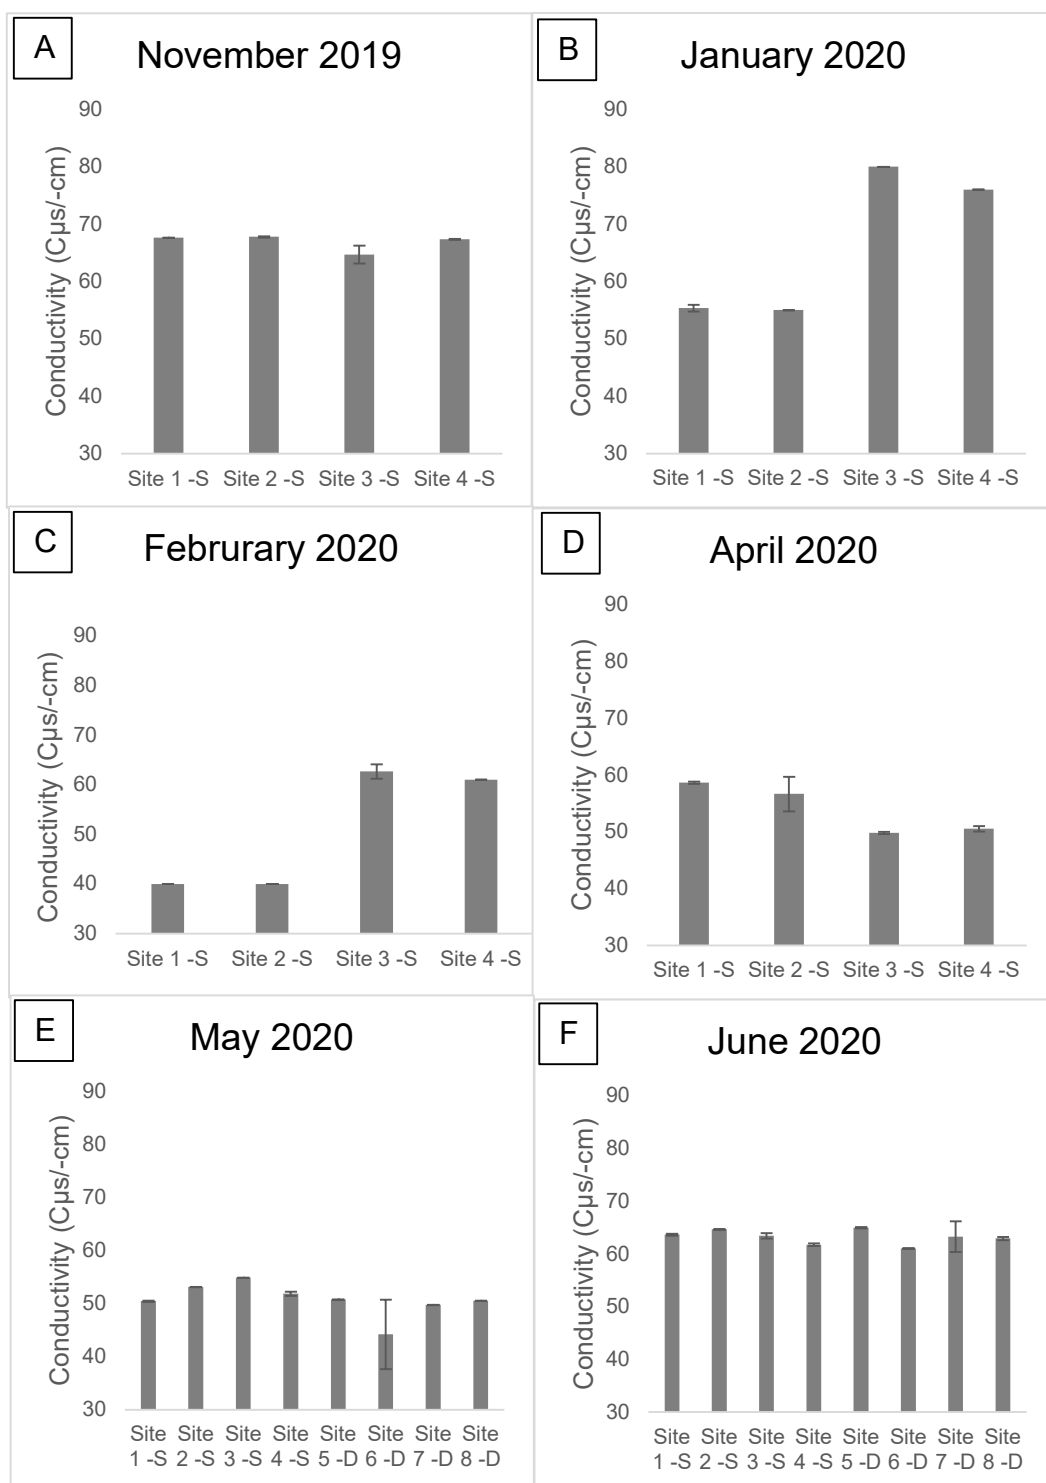 A
November 2019
Conductivity (Cµs/-cm)
90
80
70
60
50
40
30
Site 1 -S Site 2 -S Site 3 -S Site 4 -S
B
January 2020
Conductivity (Cµs/-cm)
90
80
70
60
50
40
30
Site 1 -S Site 2 -S Site 3 -S Site 4 -S
C
Februrary 2020
Conductivity (Cµs/-cm)
90
80
70
60
50
40
30
Site 1 -S Site 2 -S Site 3 -S Site 4 -S
D
April 2020
Conductivity (Cµs/-cm)
90
80
70
60
50
40
30
Site 1 -S Site 2 -S Site 3 -S Site 4 -S
E
May 2020
Conductivity (Cµs/-cm)
90
80
70
60
50
40
30
Site Site Site Site Site Site Site Site
1 -S 2 -S 3 -S 4 -S 5 -D 6 -D 7 -D 8 -D
F
June 2020
Conductivity (Cµs/-cm)
90
80
70
60
50
40
30
Site Site Site Site Site Site Site Site
1 -S 2 -S 3 -S 4 -S 5 -D 6 -D 7 -D 8 -D